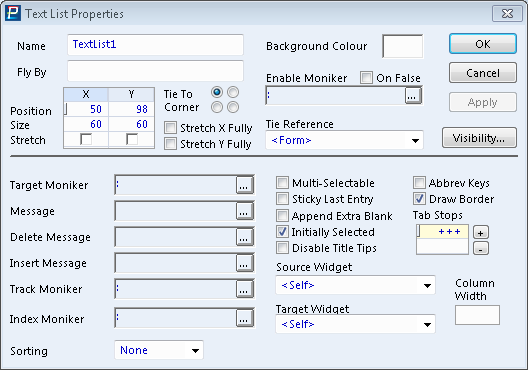 Text List Properties
Name TextList1 Background Colour OK
Fly By Cancel
Enable Moniker On False
: ... Apply
X Y Tie To Corner
Position 50 98
Size 60 60 Stretch X Fully Tie Reference
Stretch Stretch Y Fully <Form> Visibility...
Target Moniker : ... Multi-Selectable Abbrev Keys
Message : ... Sticky Last Entry Draw Border
Append Extra Blank Tab Stops
Delete Message : ... Initially Selected +++ +
Disable Title Tips -
Insert Message : ... Source Widget
Track Moniker : ... <Self> Column Width
Index Moniker : ... Target Widget
<Self>
Sorting None